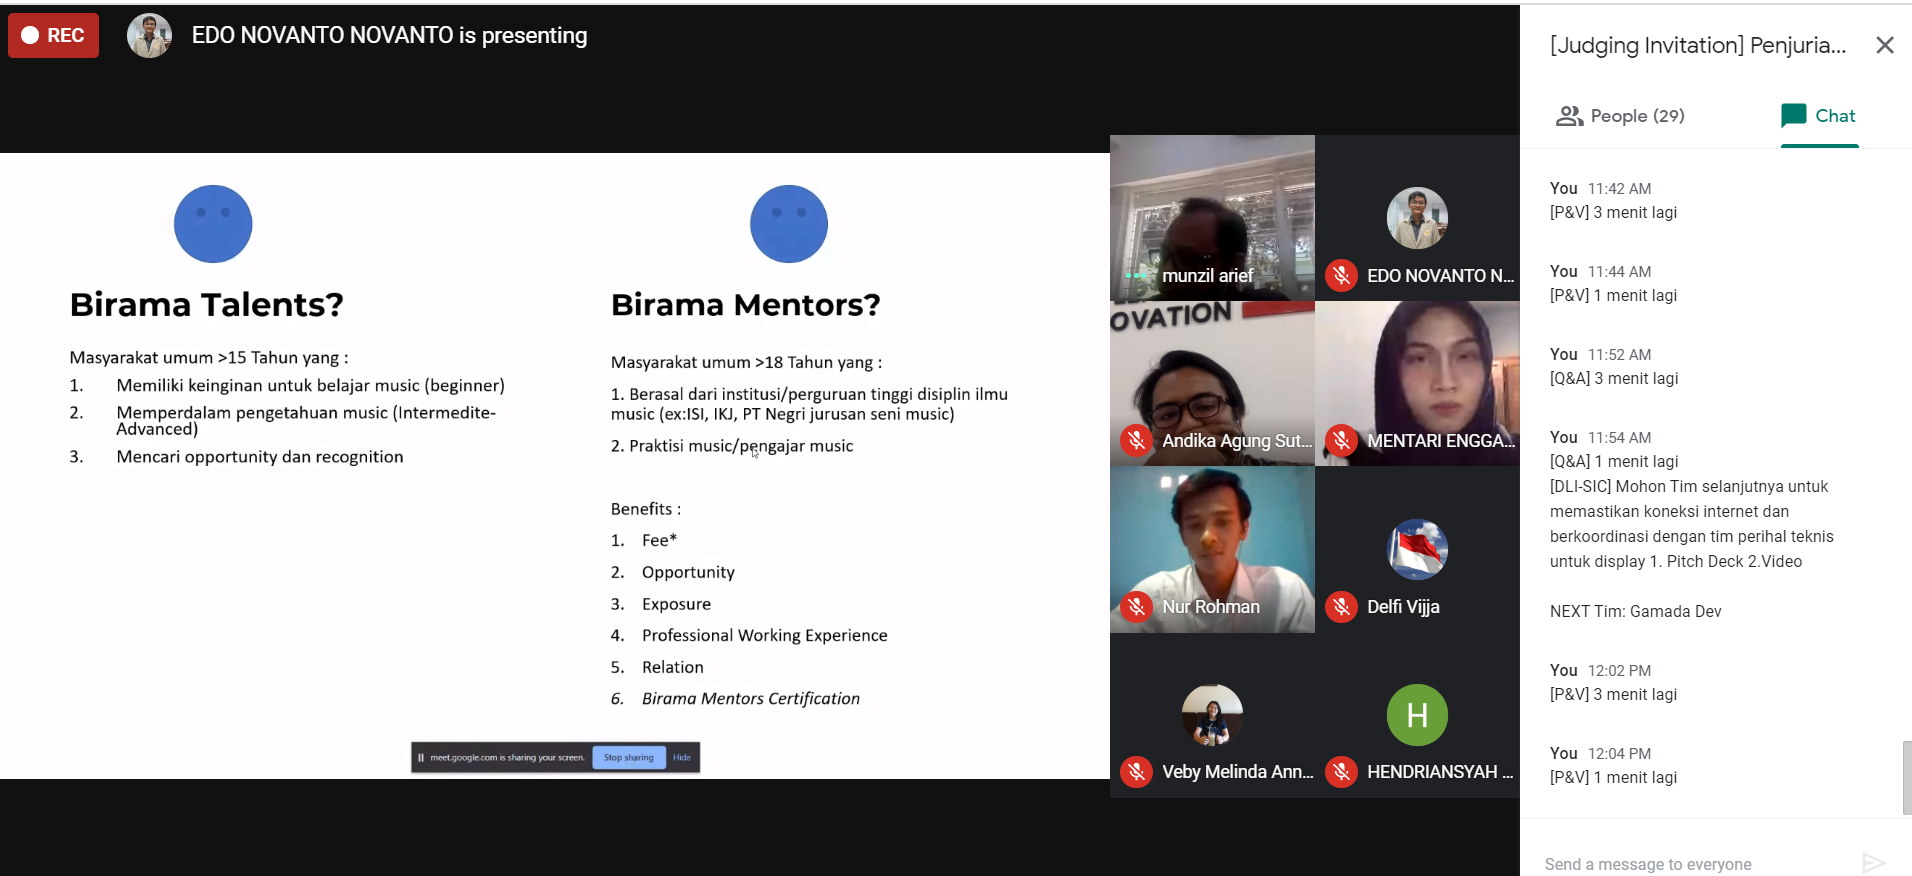 REC
EDO NOVANTO NOVANTO is presenting
Birama Talents?
Masyarakat umum >15 Tahun yang :
1. Memiliki keinginan untuk belajar music (beginner)
2. Memperdalam pengetahuan music (Intermedite-
Advanced)
3. Mencari opportunity dan recognition
Birama Mentors?
Masyarakat umum >18 Tahun yang :
1. Berasal dari institusi/perguruan tinggi disiplin ilmu
music (ex:ISI, IKJ, PT Negri jurusan seni music)
2. Praktisi music/pengajar music
Benefits :
1. Fee*
2. Opportunity
3. Exposure
4. Professional Working Experience
5. Relation
6. Birama Mentors Certification
meet.google.com is sharing your screen.
Stop sharing
Hide
munzil arief
EDO NOVANTO N...
OVATION
Andika Agung Sut...
MENTARI ENGGA...
Nur Rohman
Delfi Vijja
Veby Melinda Ann...
H
HENDRIANSYAH ...
[Judging Invitation] Penjuria...
People (29)
Chat
You 11:42 AM
[P&V] 3 menit lagi
You 11:44 AM
[P&V] 1 menit lagi
You 11:52 AM
[Q&A] 3 menit lagi
You 11:54 AM
[Q&A] 1 menit lagi
[DLI-SIC] Mohon Tim selanjutnya untuk
memastikan koneksi internet dan
berkoordinasi dengan tim perihal teknis
untuk display 1. Pitch Deck 2.Video
NEXT Tim: Gamada Dev
You 12:02 PM
[P&V] 3 menit lagi
You 12:04 PM
[P&V] 1 menit lagi
Send a message to everyone